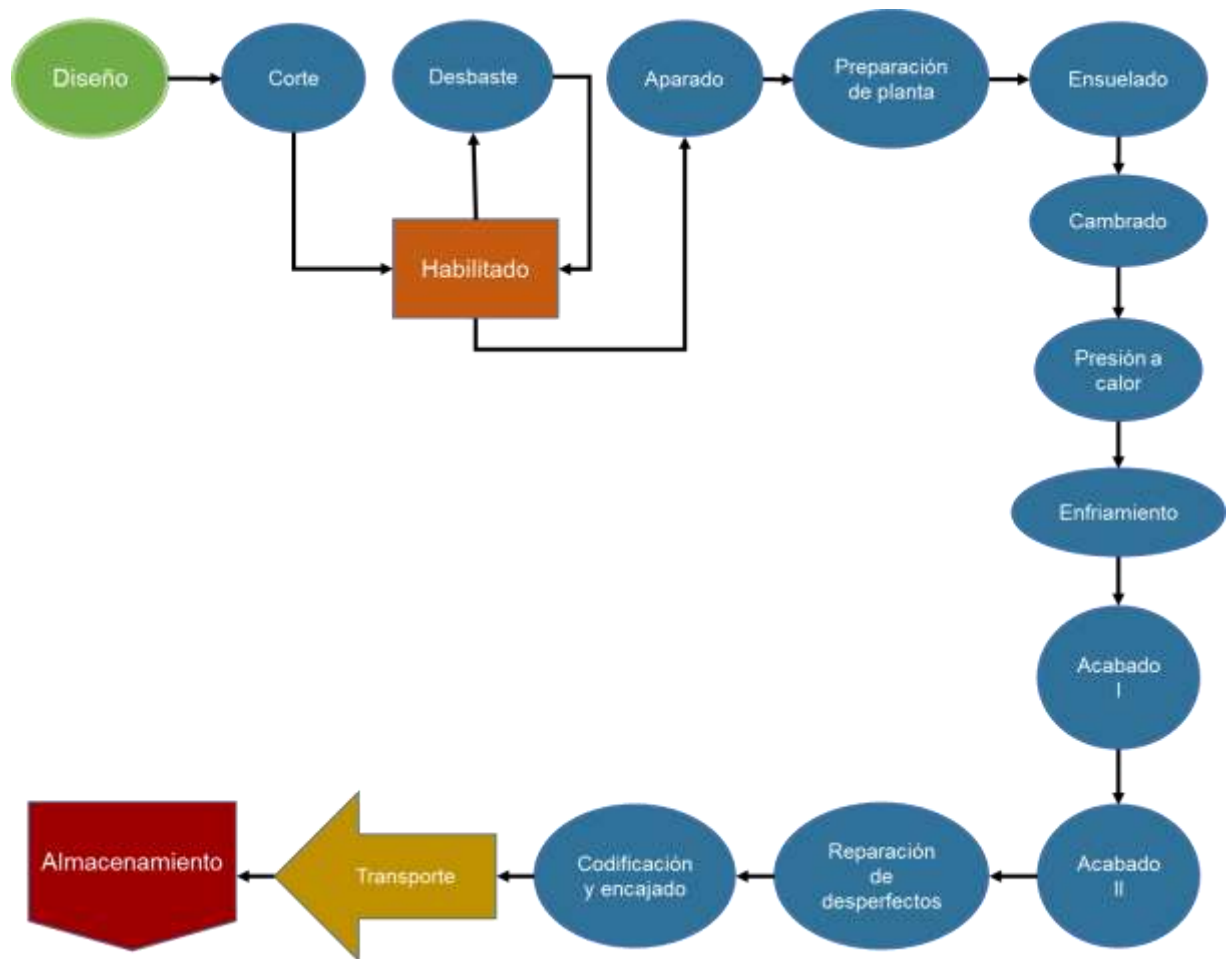 Diseño
Corte
Desbaste
Aparado
Preparación
de planta
Ensuelado
Habilitado
Cambrado
Presión a
calor
Enfriamiento
Acabado
I
Acabado
II
Reparación
de
desperfectos
Codificación
y encajado
Transporte
Almacenamiento